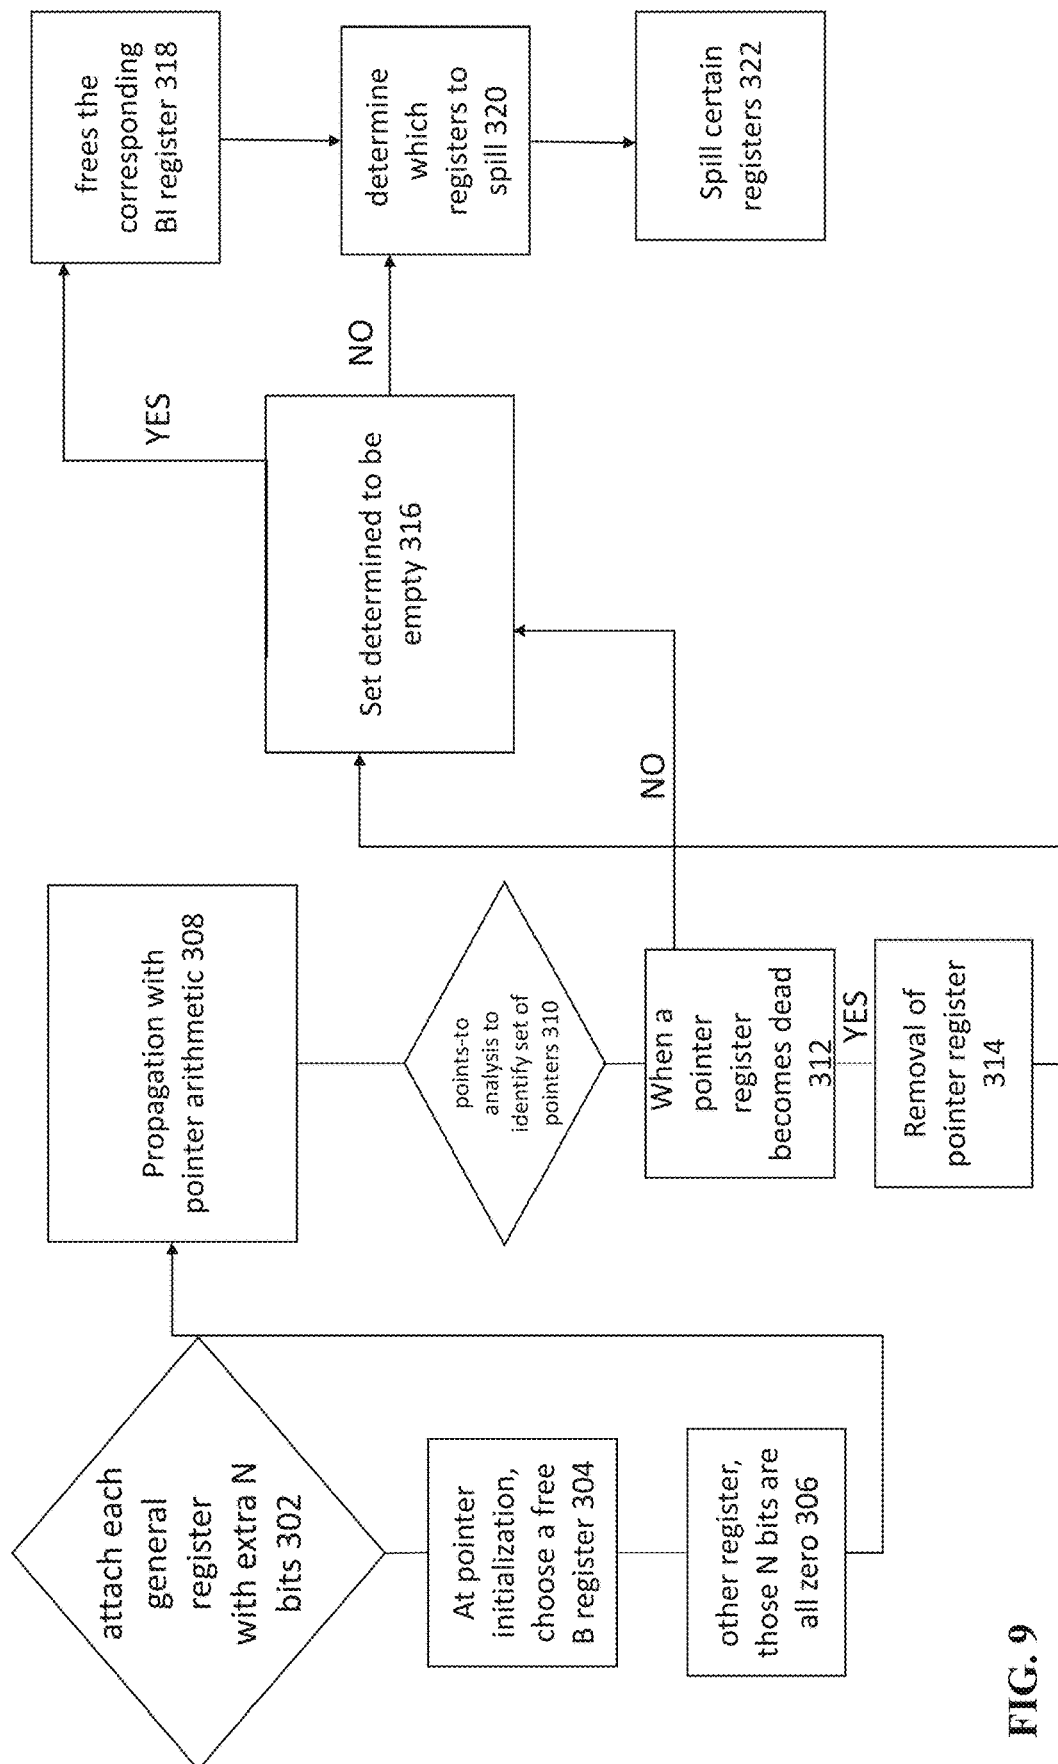 attach each
general
register
with extra N
bits 302
At pointer
initialization,
choose a free
B register 304
other register,
those N bits are
all zero 306
Propagation with
pointer arithmetic 308
points-to
analysis to
identify set of
pointers 310
When a
pointer
register
becomes dead
312
NO
YES
Removal of
pointer register
314
Set determined to be
empty 316
YES
NO
frees the
corresponding
BI register 318
determine
which
registers to
spill 320
Spill certain
registers 322
FIG. 9